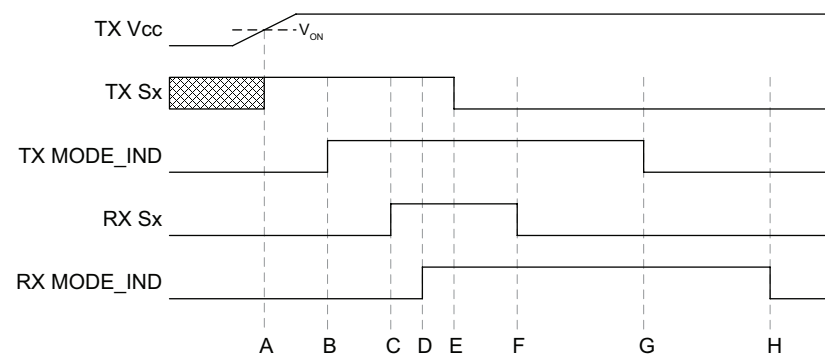 TX Vcc
V_ON
TX Sx
TX MODE_IND
RX Sx
RX MODE_IND
A B C D E F G H